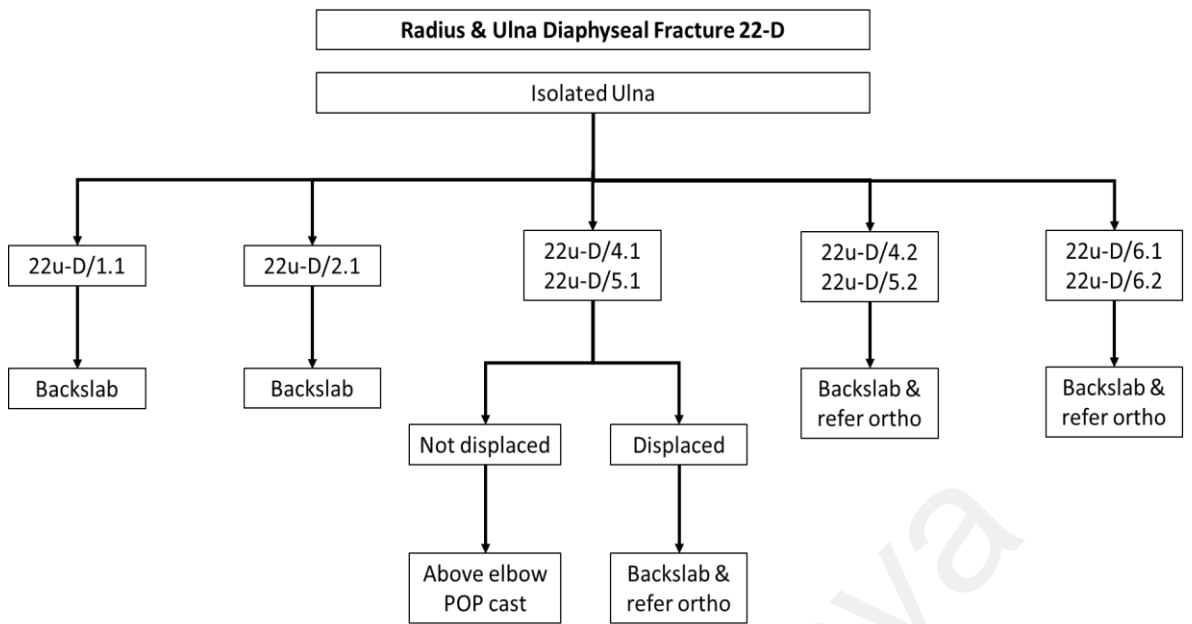 Radius & Ulna Diaphyseal Fracture 22-D
Isolated Ulna
22u-D/1.1
22u-D/2.1
22u-D/4.1
22u-D/5.1
22u-D/4.2
22u-D/5.2
22u-D/6.1
22u-D/6.2
Backslab
Backslab
Backslab &
refer ortho
Backslab &
refer ortho
Not displaced
Displaced
Above elbow
POP cast
Backslab &
refer ortho